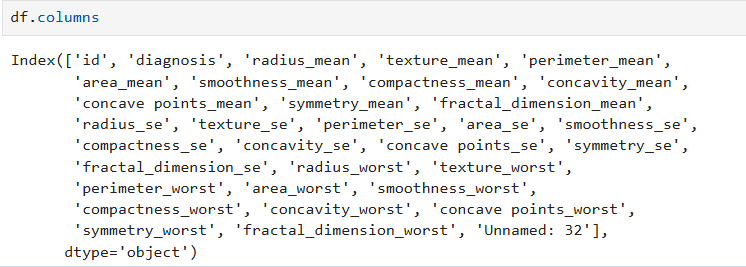 df.columns
Index(['id', 'diagnosis', 'radius_mean', 'texture_mean', 'perimeter_mean',
'area_mean', 'smoothness_mean', 'compactness_mean', 'concavity_mean',
'concave points_mean', 'symmetry_mean', 'fractal_dimension_mean',
'radius_se', 'texture_se', 'perimeter_se', 'area_se', 'smoothness_se',
'compactness_se', 'concavity_se', 'concave points_se', 'symmetry_se',
'fractal_dimension_se', 'radius_worst', 'texture_worst',
'perimeter_worst', 'area_worst', 'smoothness_worst',
'compactness_worst', 'concavity_worst', 'concave points_worst',
'symmetry_worst', 'fractal_dimension_worst', 'Unnamed: 32'],
dtype='object')